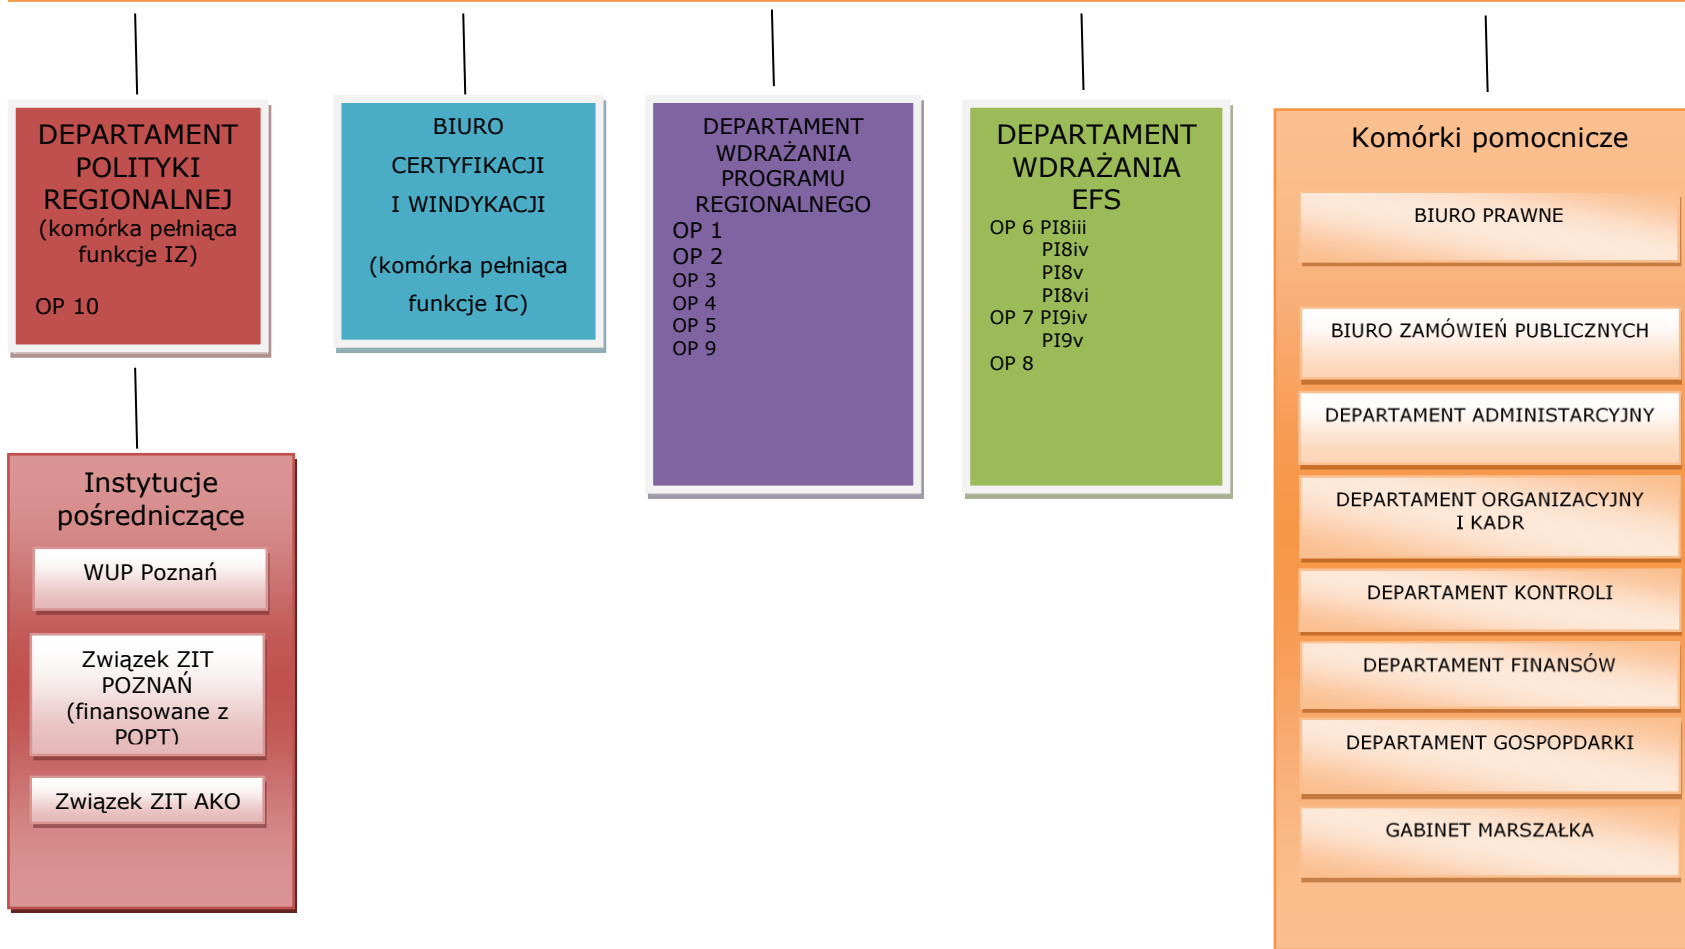 DEPARTAMENT
POLITYKI
REGIONALNEJ
(komórka pełniąca
funkcje IZ)
OP 10
BIURO
CERTYFIKACJI
I WINDYKACJI
(komórka pełniąca
funkcje IC)
DEPARTAMENT
WDRAŻANIA
PROGRAMU
REGIONALNEGO
OP 1
OP 2
OP 3
OP 4
OP 5
OP 9
DEPARTAMENT
WDRAŻANIA
EFS
OP 6 PI8iii
PI8iv
PI8v
PI8vi
OP 7 PI9iv
PI9v
OP 8
Komórki pomocnicze
BIURO PRAWNE
BIURO ZAMÓWIEŃ PUBLICZNYCH
DEPARTAMENT ADMINISTARCYJNY
DEPARTAMENT ORGANIZACYJNY
I KADR
DEPARTAMENT KONTROLI
DEPARTAMENT FINANSÓW
DEPARTAMENT GOSPOPDARKI
GABINET MARSZAŁKA
Instytucje
pośredniczące
WUP Poznań
Związek ZIT
POZNAŃ
(finansowane z
POPT)
Związek ZIT AKO